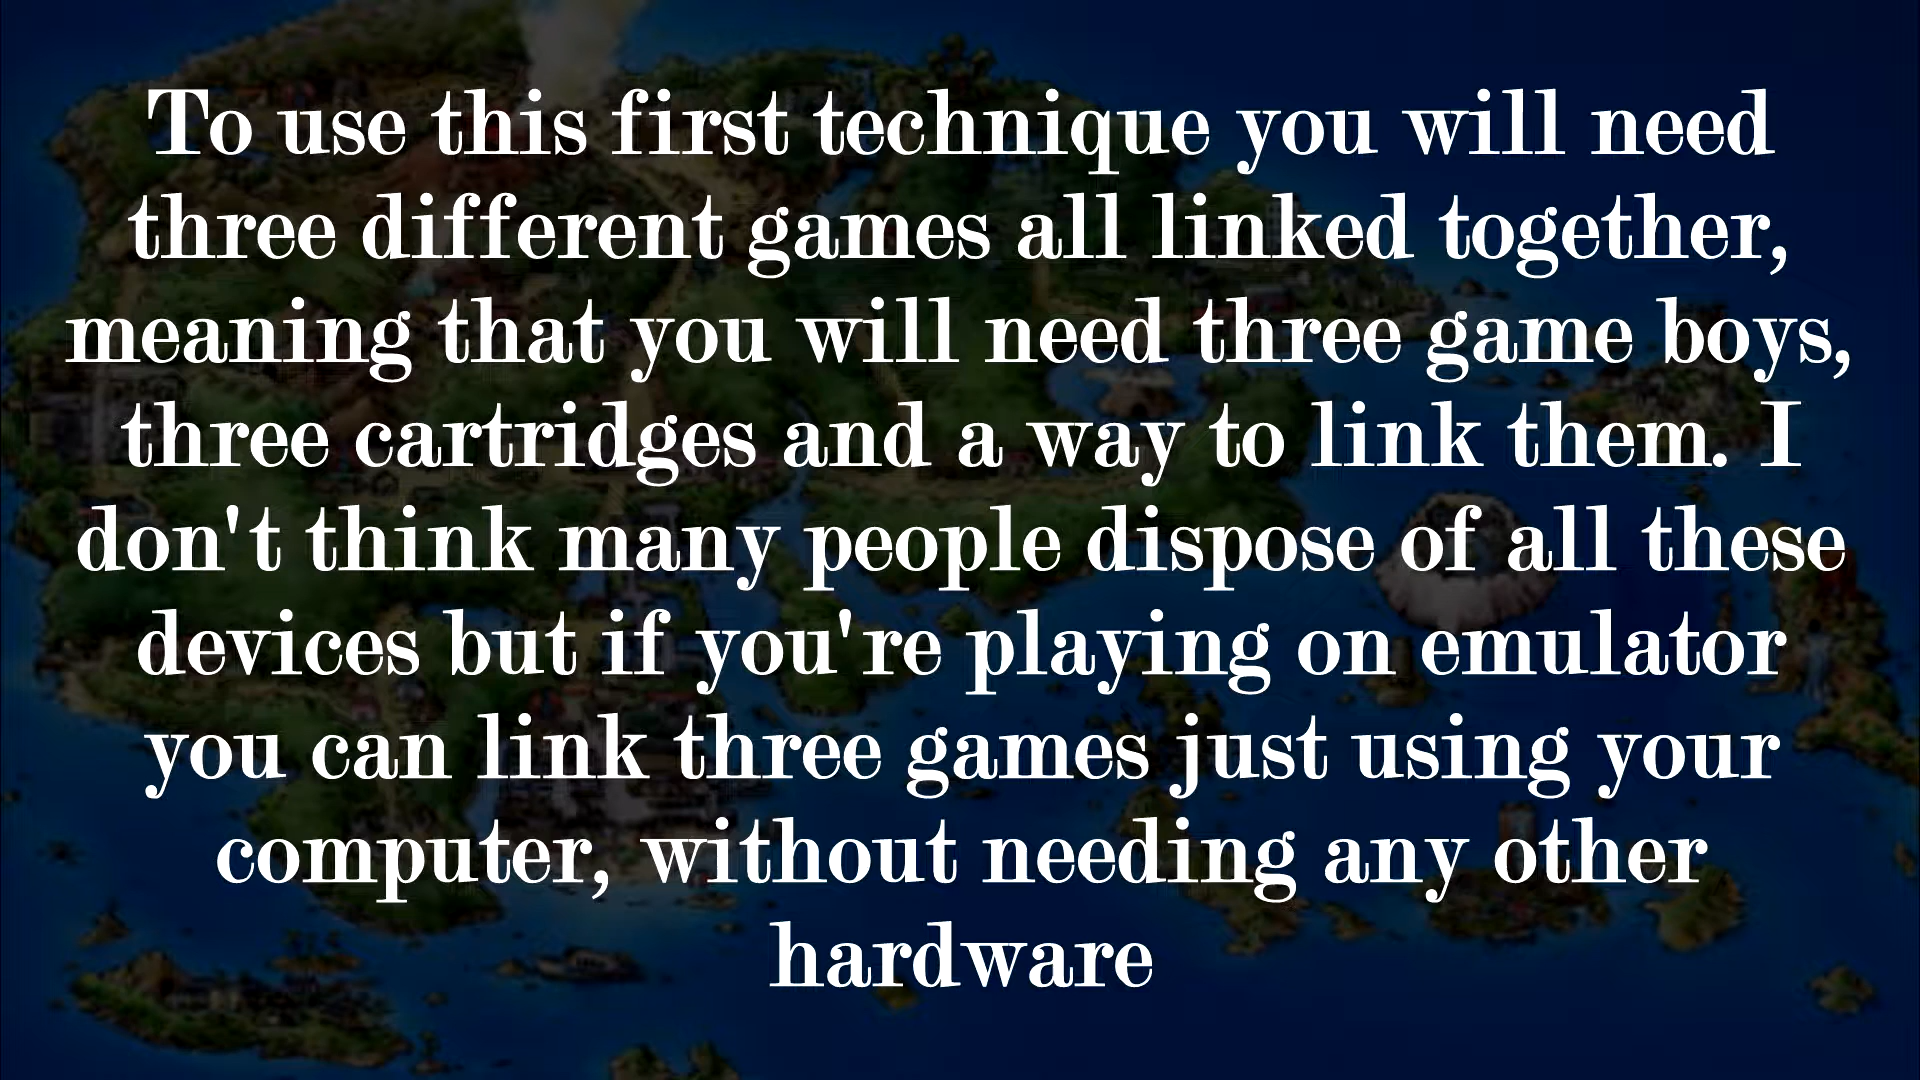 To use this first technique you will need
three different games all linked together,
meaning that you will need three game boys,
three cartridges and a way to link them. I
don't think many people dispose of all these
devices but if you're playing on emulator
you can link three games just using your
computer, without needing any other
hardware